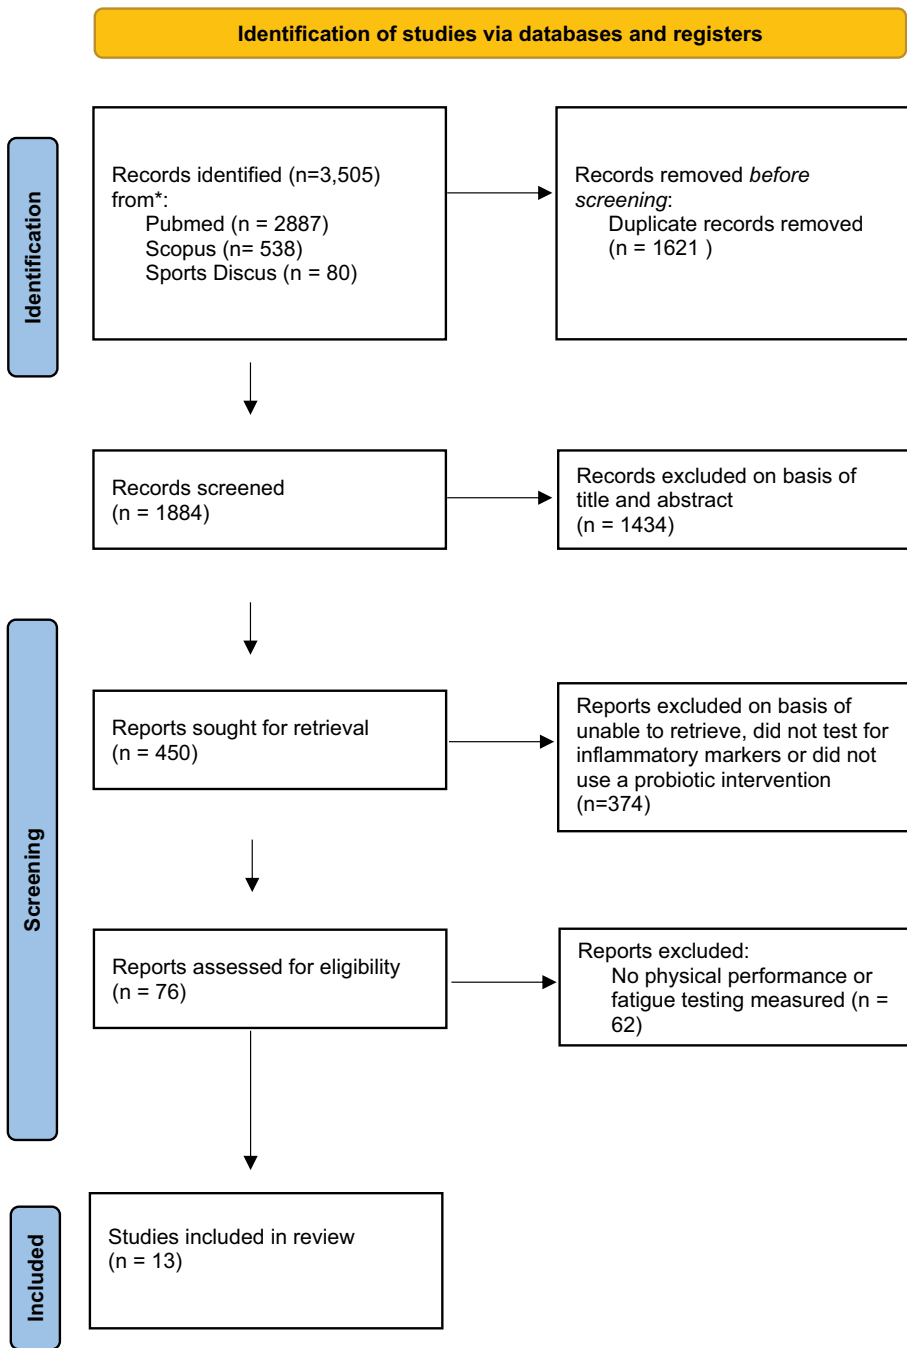 Identification of studies via databases and registers
Identification
Records identified (n=3,505)
from*:
Pubmed (n = 2887)
Scopus (n= 538)
Sports Discus (n = 80)
Records removed before
screening:
Duplicate records removed
(n = 1621 )
Records screened
(n = 1884)
Records excluded on basis of
title and abstract
(n = 1434)
Screening
Reports sought for retrieval
(n = 450)
Reports excluded on basis of
unable to retrieve, did not test for
inflammatory markers or did not
use a probiotic intervention
(n=374)
Reports assessed for eligibility
(n = 76)
Reports excluded:
No physical performance or
fatigue testing measured (n =
62)
Included
Studies included in review
(n = 13)